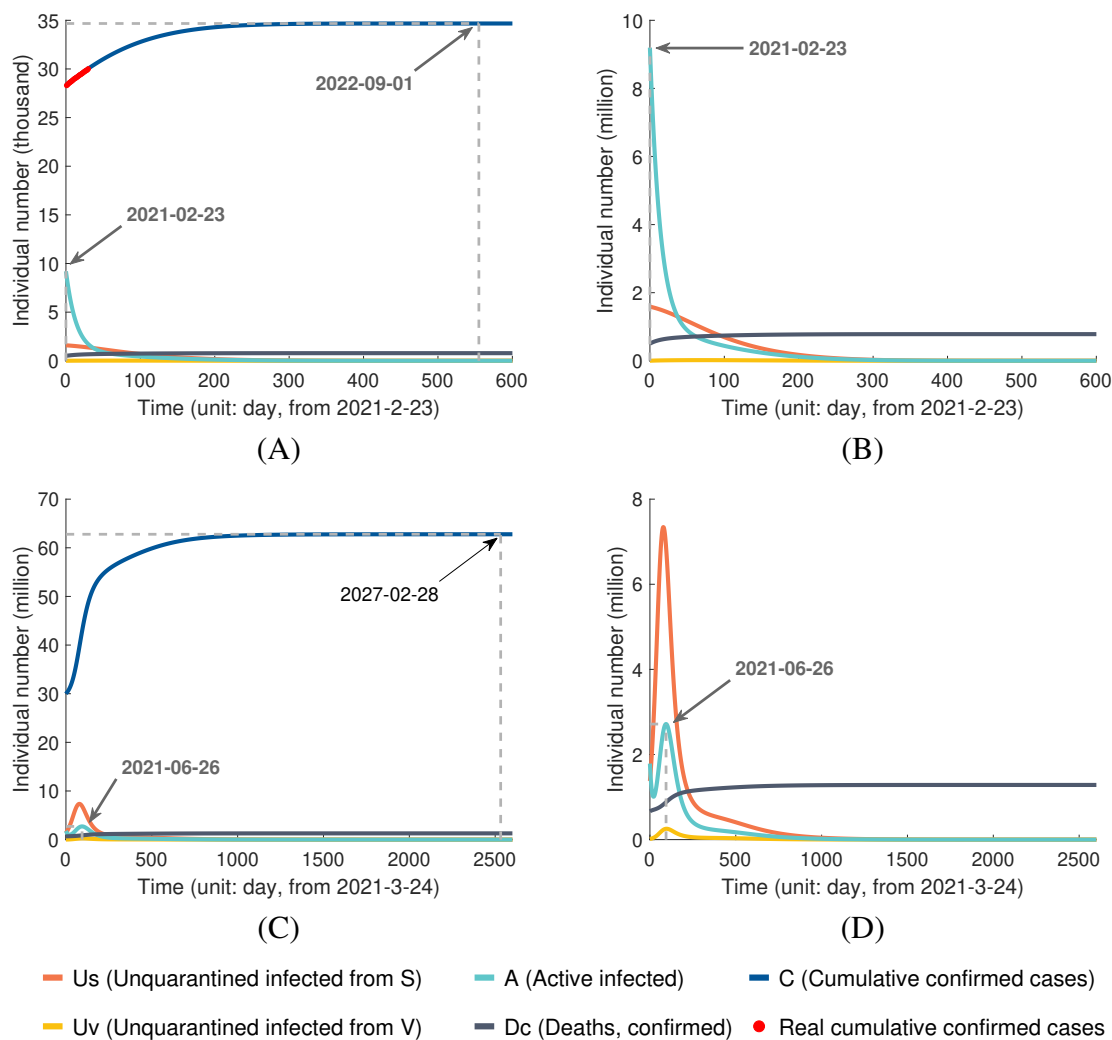 Individual number (thousand)
35
30
25
20
15
10
5
0
2022-09-01
2021-02-23
0 100 200 300 400 500 600
Time (unit: day, from 2021-2-23)
(A)
Individual number (million)
10
8
6
4
2
0
2021-02-23
0 100 200 300 400 500 600
Time (unit: day, from 2021-2-23)
(B)
Individual number (million)
70
60
50
40
30
20
10
0
2027-02-28
2021-06-26
0 500 1000 1500 2000 2500
Time (unit: day, from 2021-3-24)
(C)
Individual number (million)
8
6
4
2
0
2021-06-26
0 500 1000 1500 2000 2500
Time (unit: day, from 2021-3-24)
(D)
Us (Unquarantined infected from S)
A (Active infected)
C (Cumulative confirmed cases)
Uv (Unquarantined infected from V)
Dc (Deaths, confirmed)
Real cumulative confirmed cases